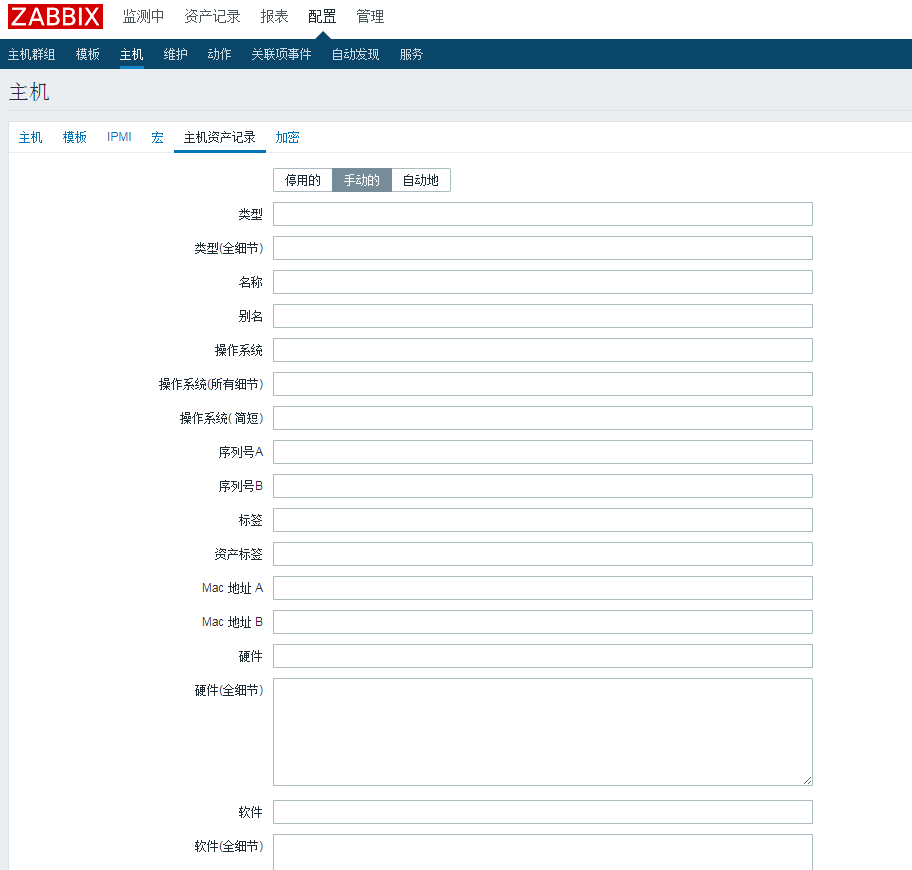 ZABBIX 监测中 资产记录 报表 配置 管理
主机群组 模板 主机 维护 动作 关联项事件 自动发现 服务
主机
主机 模板 IPMI 宏 主机资产记录 加密
停用的 手动的 自动地
类型
类型(全细节)
名称
别名
操作系统
操作系统(所有细节)
操作系统( 简短)
序列号A
序列号B
标签
资产标签
Mac 地址 A
Mac 地址 B
硬件
硬件(全细节)
软件
软件(全细节)